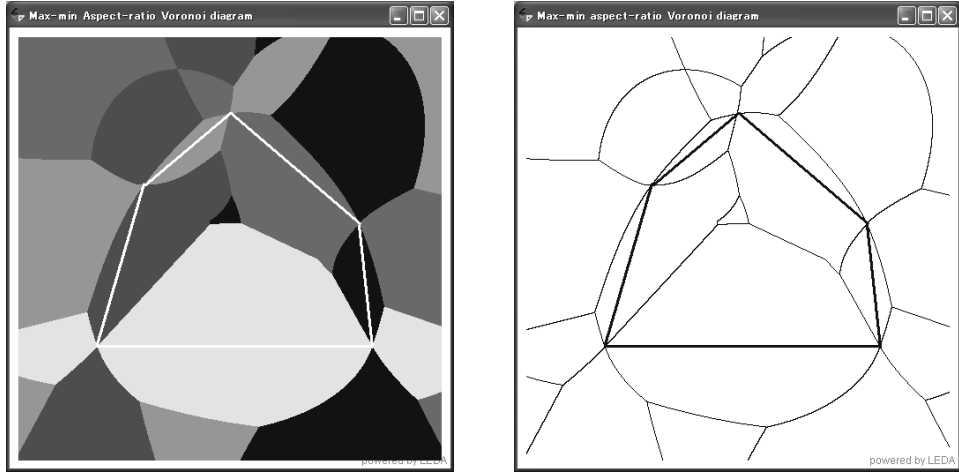 Max-min Aspect-ratio Voronoi diagram
Max-min aspect-ratio Voronoi diagram
powered by LEDA
powered by LEDA